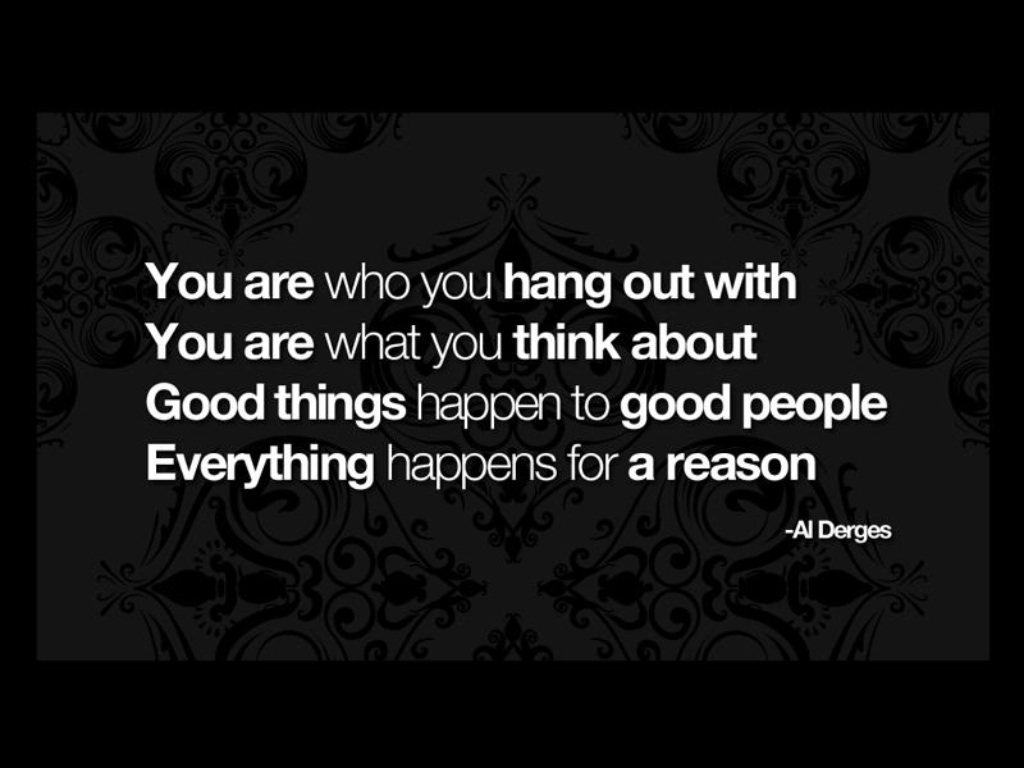 You are who you hang out with
You are what you think about
Good things happen to good people
Everything happens for a reason
-Al Derges